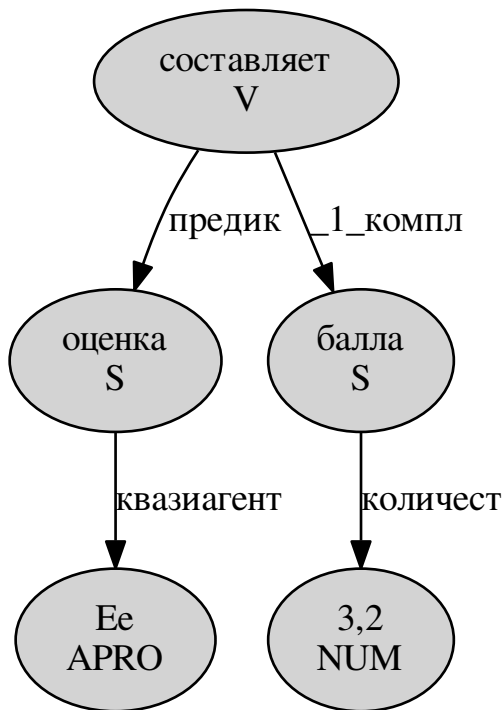 составляет
V
предик
_1_компл
оценка
S
балла
S
квазиагент
количест
Ее
APRO
3,2
NUM